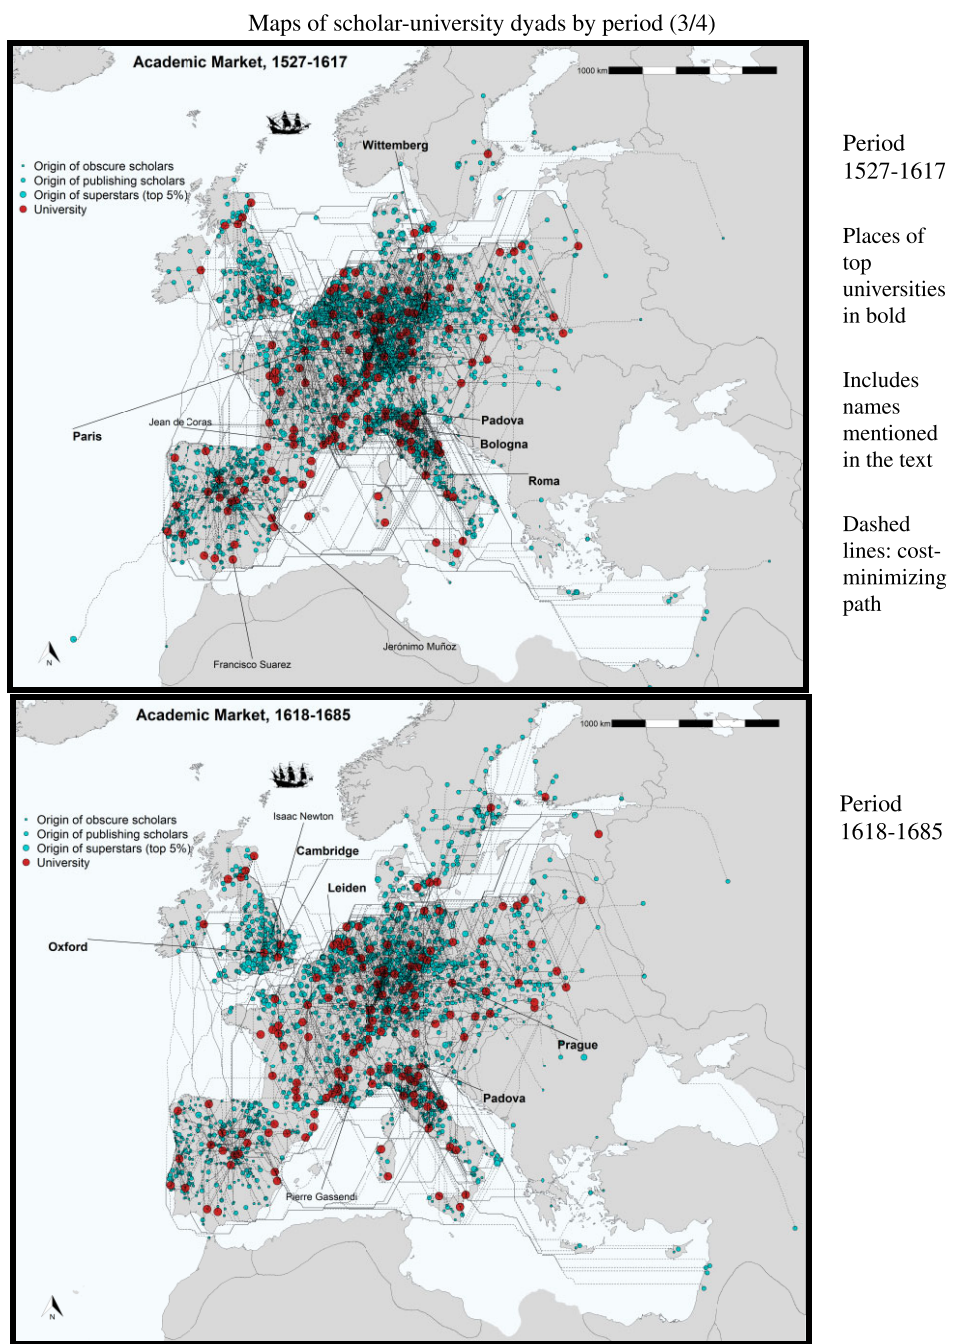 Maps of scholar-university dyads by period (3/4)
Academic Market, 1527-1617
1000 km
Wittemberg
Origin of obscure scholars
Origin of publishing scholars
Origin of superstars (top 5%)
University
Paris
Jean de Coras
Padova
Bologna
Roma
Jerónimo Muñoz
Francisco Suarez
N
Period
1527-1617
Places of
top
universities
in bold
Includes
names
mentioned
in the text
Dashed
lines: cost-
minimizing
path
Academic Market, 1618-1685
1000 km
Isaac Newton
Origin of obscure scholars
Origin of publishing scholars
Origin of superstars (top 5%)
University
Cambridge
Leiden
Oxford
Prague
Padova
Pierre Gassendi
N
Period
1618-1685